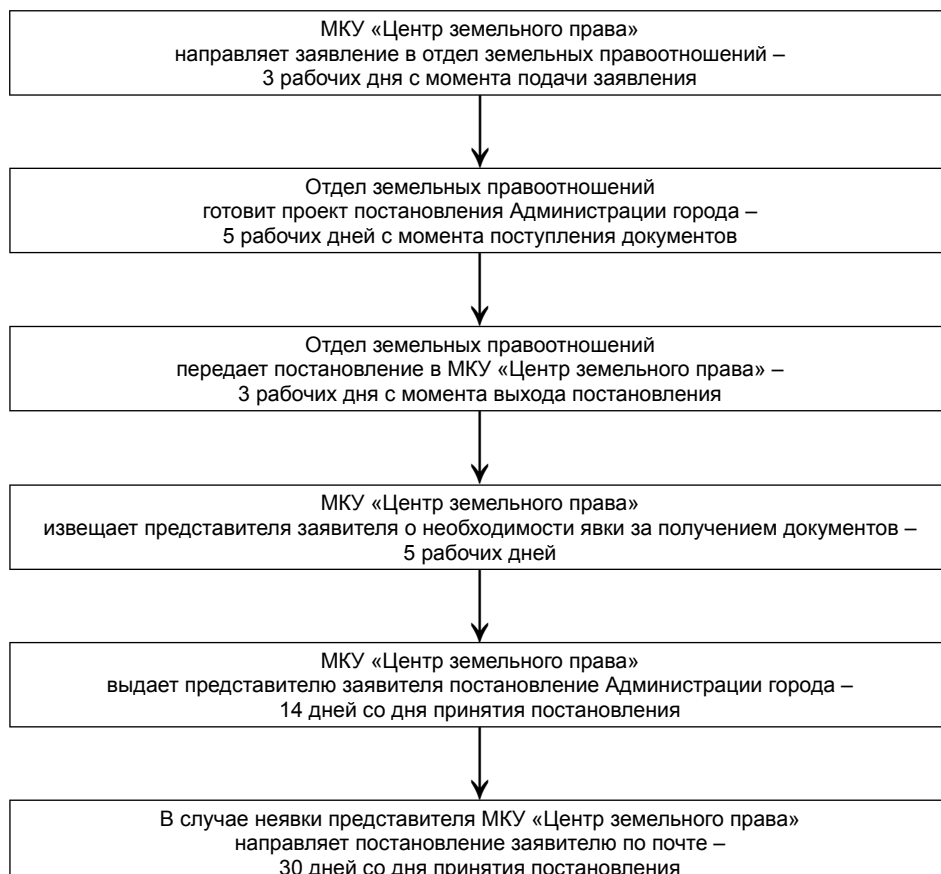 МКУ «Центр земельного права»
направляет заявление в отдел земельных правоотношений –
3 рабочих дня с момента подачи заявления
Отдел земельных правоотношений
готовит проект постановления Администрации города –
5 рабочих дней с момента поступления документов
Отдел земельных правоотношений
передает постановление в МКУ «Центр земельного права» –
3 рабочих дня с момента выхода постановления
МКУ «Центр земельного права»
извещает представителя заявителя о необходимости явки за получением документов –
5 рабочих дней
МКУ «Центр земельного права»
выдает представителю заявителя постановление Администрации города –
14 дней со дня принятия постановления
В случае неявки представителя МКУ «Центр земельного права»
направляет постановление заявителю по почте –
30 дней со дня принятия постановления